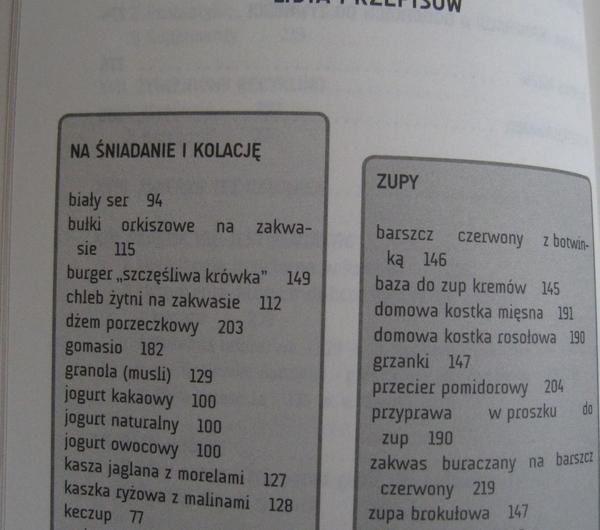 LISTA PRZEPISÓW
NA ŚNIADANIE I KOLACJĘ
biały ser 94
bułki orkiszowe na zakwa-
sie 115
burger „szczęśliwa krówka” 149
chleb żytni na zakwasie 112
dżem porzeczkowy 203
gomasio 182
granola (musli) 129
jogurt kakaowy 100
jogurt naturalny 100
jogurt owocowy 100
kasza jaglana z morelami 127
kaszka ryżowa z malinami 128
keczup 77
ZUPY
barszcz czerwony z botwin-
ką 146
baza do zup kremów 145
domowa kostka mięsna 191
domowa kostka rosołowa 190
grzanki 147
przecier pomidorowy 204
przyprawa w proszku do
zup 190
zakwas buraczany na barszcz
czerwony 219
zupa brokułowa 147